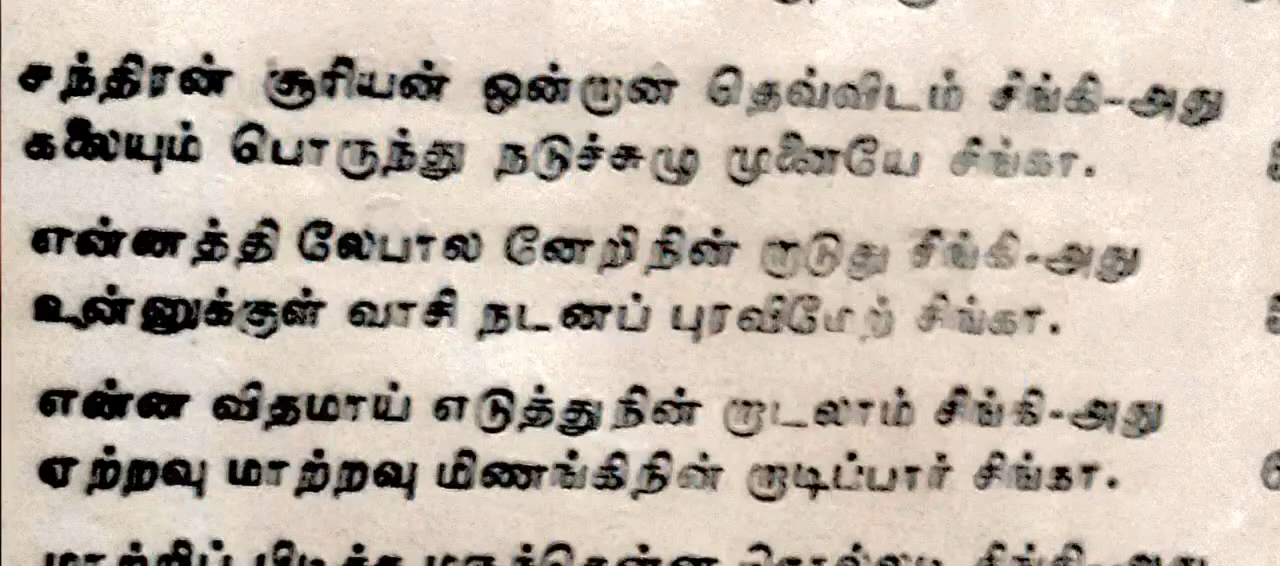 சந்திரன் சூரியன் ஒன்றான தெவ்விடம் சிங்கி-அது
கலையும் பொருந்து நடுச்சுழு முனையே சிங்கா.
என்னத்தி லேபால னேறிநின் றாடுது சிங்கி-அது
உன்னுக்குள் வாசி நடனப் புரவிமேற் சிங்கா.
என்ன விதமாய் எடுத்துநின் றாடலாம் சிங்கி-அது
ஏற்றவு மாற்றவு மிணங்கிநின் றாடிப்பார் சிங்கா.